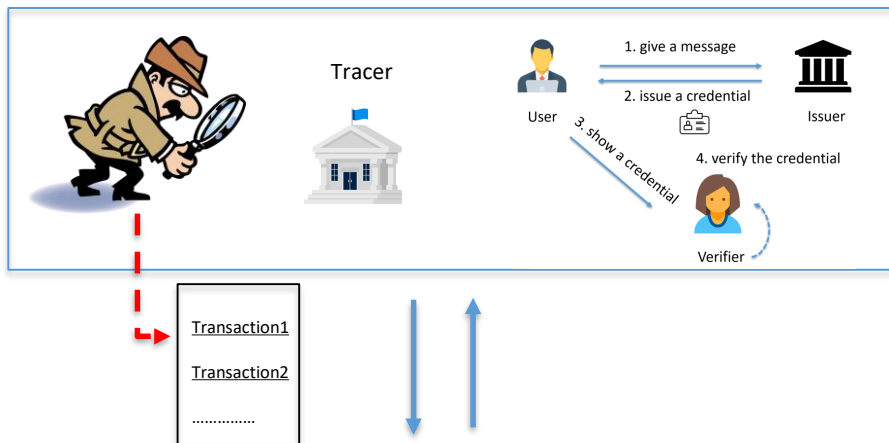 Tracer
1. give a message
2. issue a credential
User
Issuer
3. show a credential
4. verify the credential
Verifier
Transaction1
Transaction2
……………